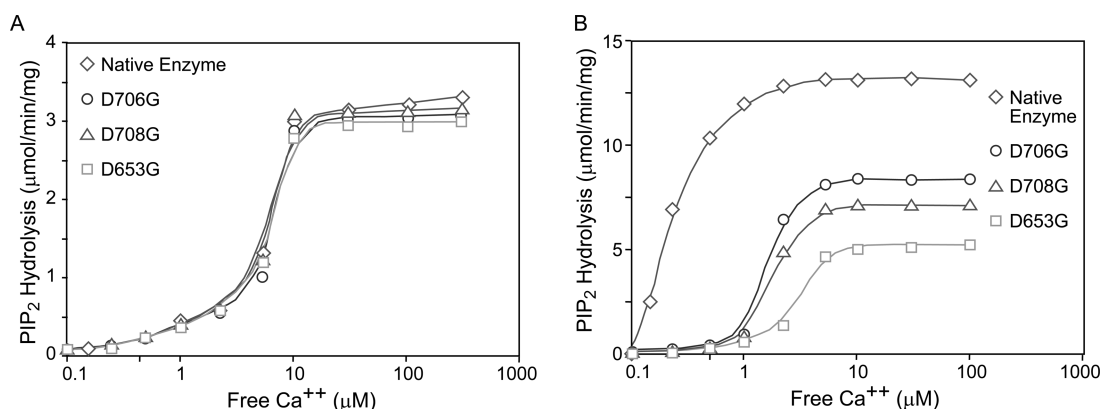 A
PIP2 Hydrolysis (μmol/min/mg)
4
3
2
1
0
Native Enzyme
D706G
D708G
D653G
0.1 1 10 100 1000
Free Ca++ (μM)
B
PIP2 Hydrolysis (μmol/min/mg)
15
10
5
0
Native
Enzyme
D706G
D708G
D653G
0.1 1 10 100 1000
Free Ca++ (μM)